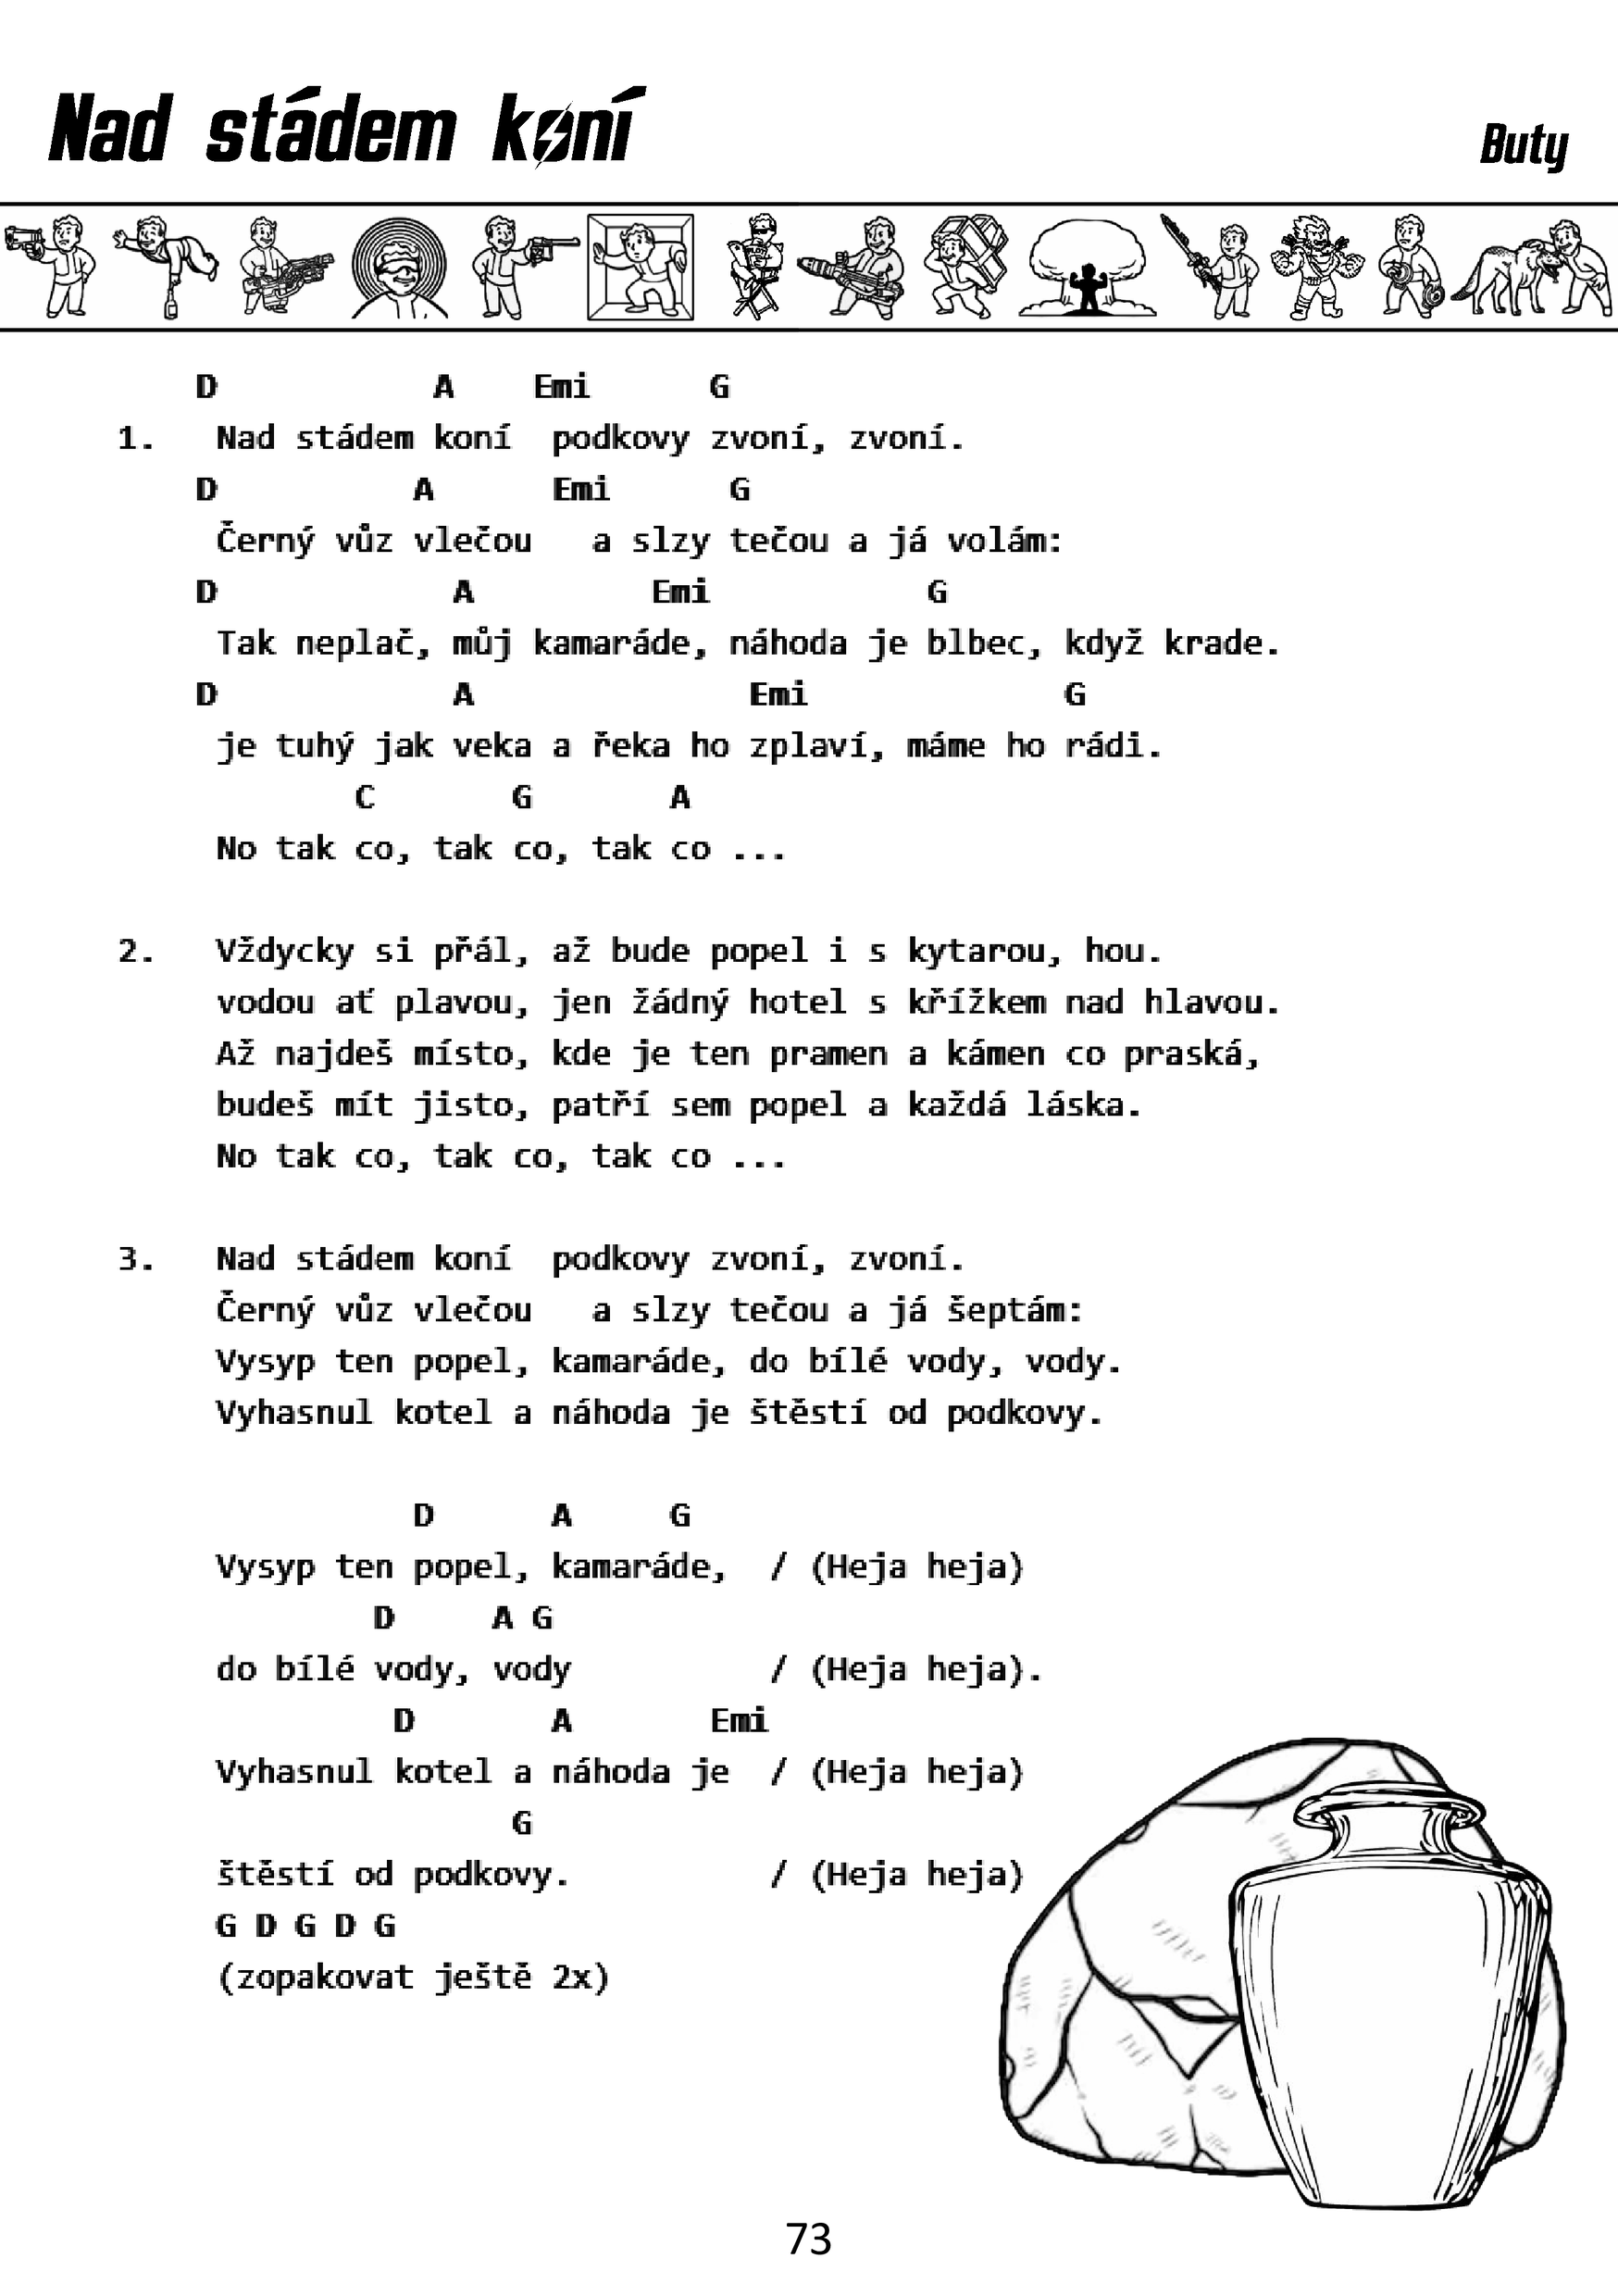 Nad stádem koní
Buty
D A Emi G
1. Nad stádem koní podkovy zvoní, zvoní.
D A Emi G
Černý vůz vlečou a slzy tečou a já volám:
D A Emi G
Tak neplač, můj kamaráde, náhoda je blbec, když krade.
D A Emi G
je tuhý jak veka a řeka ho zplaví, máme ho rádi.
C G A
No tak co, tak co, tak co ...
2. Vždycky si přál, až bude popel i s kytarou, hou.
vodou ať plavou, jen žádný hotel s křížkem nad hlavou.
Až najdeš místo, kde je ten pramen a kámen co praská,
budeš mít jisto, patří sem popel a každá láska.
No tak co, tak co, tak co ...
3. Nad stádem koní podkovy zvoní, zvoní.
Černý vůz vlečou a slzy tečou a já šeptám:
Vysyp ten popel, kamaráde, do bílé vody, vody.
Vyhasnul kotel a náhoda je štěstí od podkovy.
D A G
Vysyp ten popel, kamaráde, / (Heja heja)
D A G
do bílé vody, vody / (Heja heja).
D A Emi
Vyhasnul kotel a náhoda je / (Heja heja)
G
štěstí od podkovy. / (Heja heja)
G D G D G
(zopakovat ještě 2x)
73